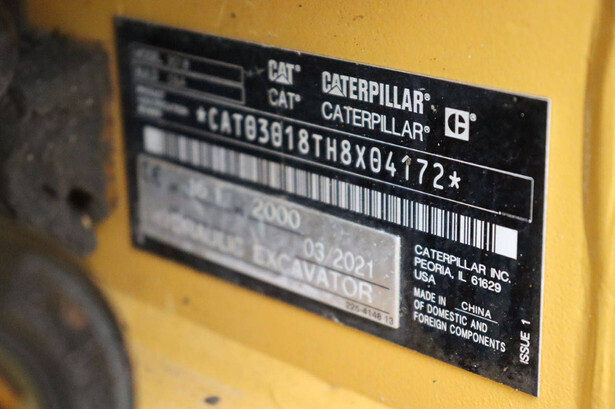 CAT® CATERPILLAR®
CAT® CATERPILLAR®
*CAT03018TH8X04172*
2000
03/2021
HYDRAULIC EXCAVATOR
CATERPILLAR INC.
PEORIA, IL 61629
USA
MADE IN CHINA
OF DOMESTIC AND
FOREIGN COMPONENTS
ISSUE 1